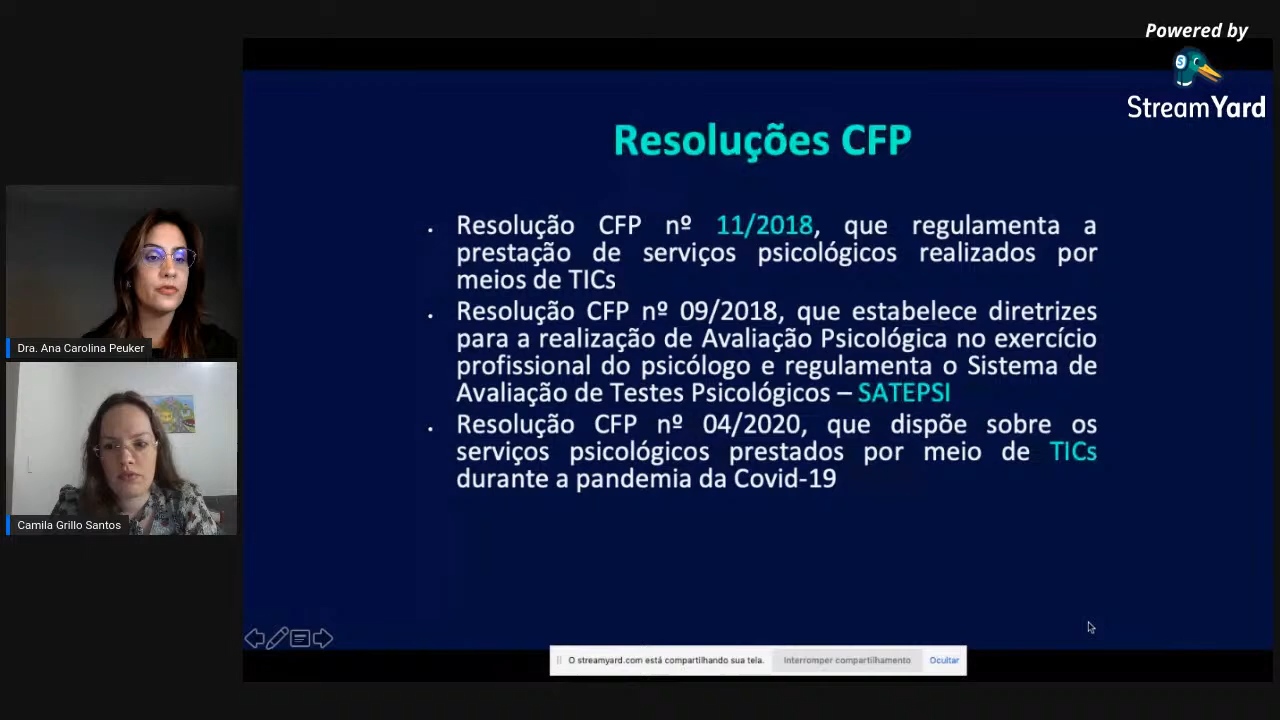 Powered by
StreamYard
Resoluções CFP
Resolução CFP nº 11/2018, que regulamenta a
prestação de serviços psicológicos realizados por
meios de TICs
Resolução CFP nº 09/2018, que estabelece diretrizes
para a realização de Avaliação Psicológica no exercício
profissional do psicólogo e regulamenta o Sistema de
Avaliação de Testes Psicológicos – SATEPSI
Resolução CFP nº 04/2020, que dispõe sobre os
serviços psicológicos prestados por meio de TICs
durante a pandemia da Covid-19
Dra. Ana Carolina Peuker
Camila Grillo Santos
O streamyard.com está compartilhando sua tela.
Interromper compartilhamento
Ocultar